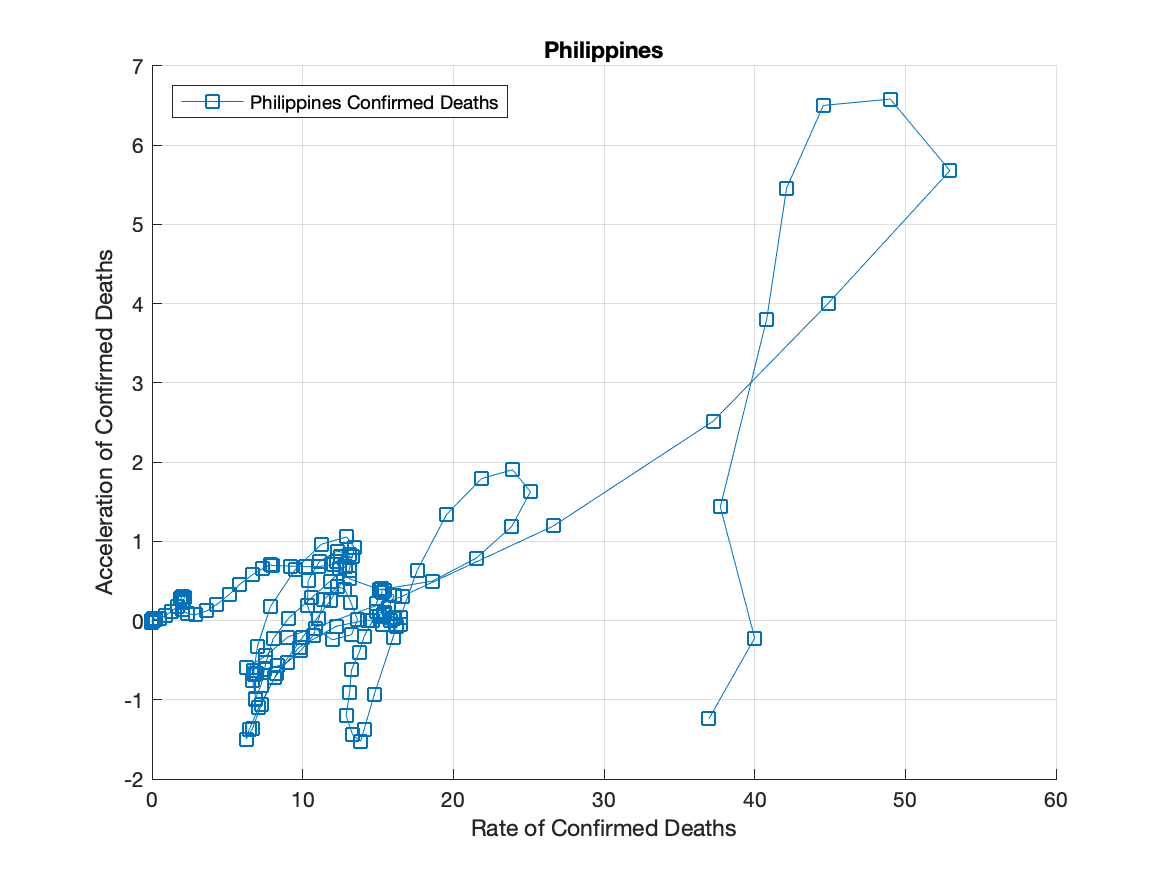 Philippines
Philippines Confirmed Deaths
7
6
5
4
3
2
1
0
-1
-2
0 10 20 30 40 50 60
Acceleration of Confirmed Deaths
Rate of Confirmed Deaths